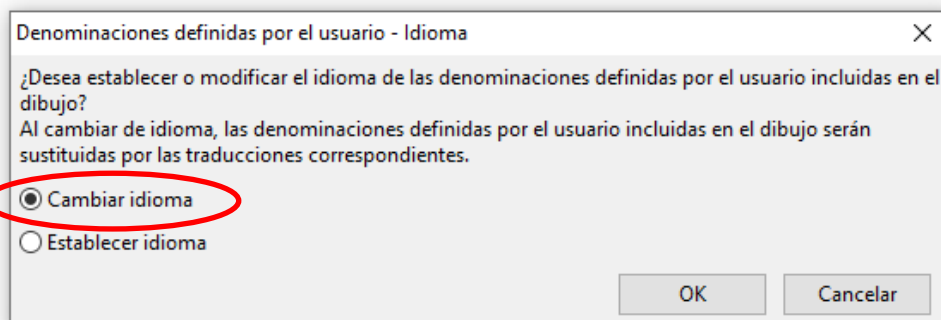 Denominaciones definidas por el usuario - Idioma
¿Desea establecer o modificar el idioma de las denominaciones definidas por el usuario incluidas en el
dibujo?
Al cambiar de idioma, las denominaciones definidas por el usuario incluidas en el dibujo serán
sustituidas por las traducciones correspondientes.
Cambiar idioma
Establecer idioma
OK Cancelar